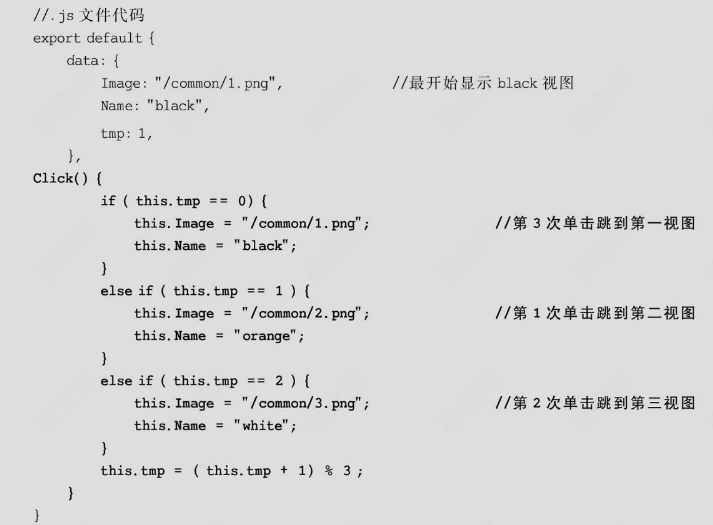 //.js 文件代码
export default {
data: {
Image: "/common/1.png", //最开始显示 black 视图
Name: "black",
tmp: 1,
},
Click() {
if ( this.tmp == 0) {
this.Image = "/common/1.png"; //第 3 次单击跳到第一视图
this.Name = "black";
}
else if ( this.tmp == 1 ) {
this.Image = "/common/2.png"; //第 1 次单击跳到第二视图
this.Name = "orange";
}
else if ( this.tmp == 2 ) {
this.Image = "/common/3.png"; //第 2 次单击跳到第三视图
this.Name = "white";
}
this.tmp = ( this.tmp + 1) % 3 ;
}
}